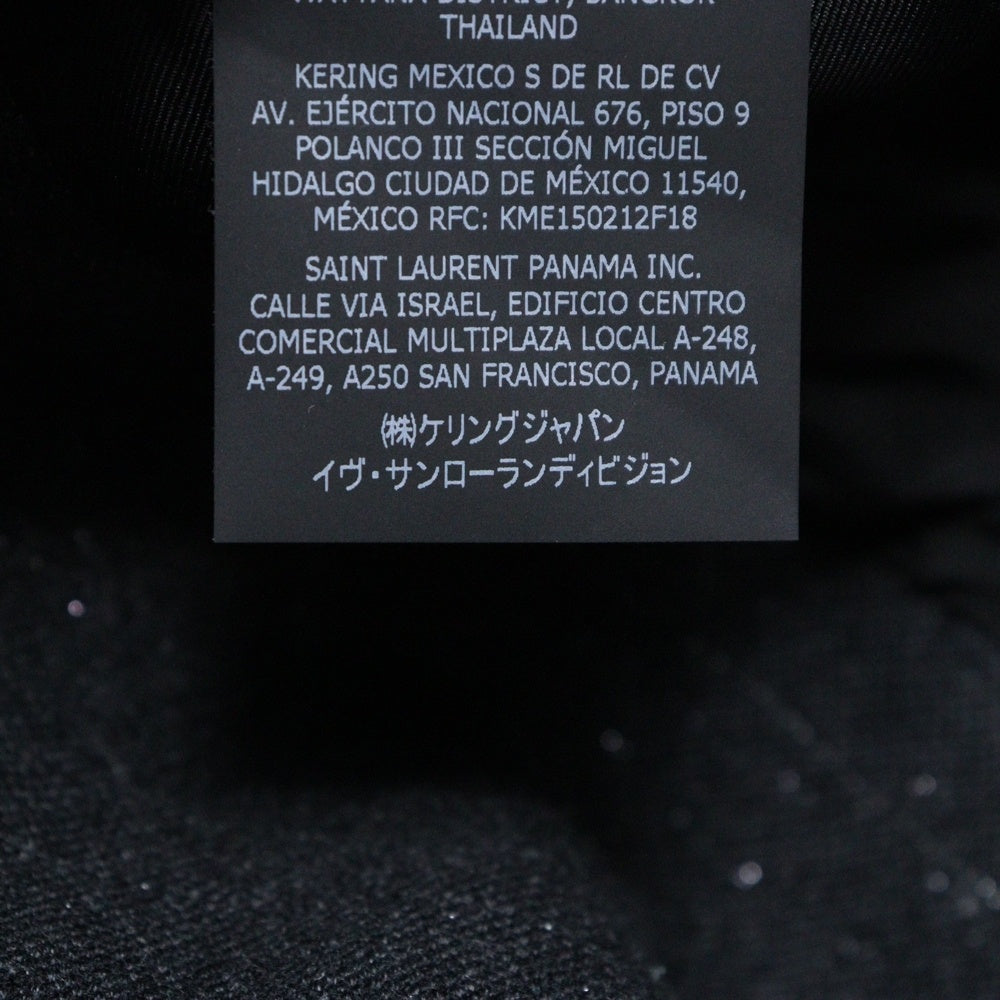 DISTRICT, BANGKOK
THAILAND
KERING MEXICO S DE RL DE CV
AV. EJÉRCITO NACIONAL 676, PISO 9
POLANCO III SECCIÓN MIGUEL
HIDALGO CIUDAD DE MÉXICO 11540,
MÉXICO RFC: KME150212F18
SAINT LAURENT PANAMA INC.
CALLE VIA ISRAEL, EDIFICIO CENTRO
COMERCIAL MULTIPLAZA LOCAL A-248,
A-249, A250 SAN FRANCISCO, PANAMA
㈱ケリングジャパン
イヴ・サンローランディビジョン